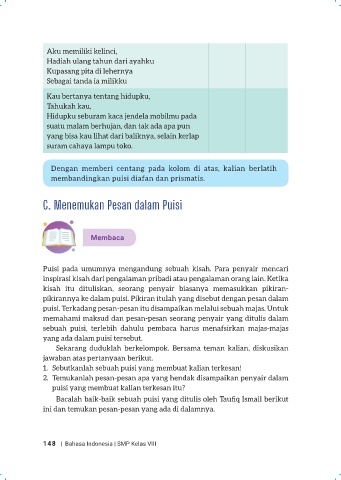 Aku memiliki kelinci,
Hadiah ulang tahun dari ayahku
Kupasang pita di lehernya
Sebagai tanda ia milikku
Kau bertanya tentang hidupku,
Tahukah kau,
Hidupku seburam kaca jendela mobilmu pada
suatu malam berhujan, dan tak ada apa pun
yang bisa kau lihat dari baliknya, selain kerlap
suram cahaya lampu toko.
Dengan memberi centang pada kolom di atas, kalian berlatih
membandingkan puisi diafan dan prismatis.
C. Menemukan Pesan dalam Puisi
Membaca
Puisi pada umumnya mengandung sebuah kisah. Para penyair mencari
inspirasi kisah dari pengalaman pribadi atau pengalaman orang lain. Ketika
kisah itu dituliskan, seorang penyair biasanya memasukkan pikiran-
pikirannya ke dalam puisi. Pikiran itulah yang disebut dengan pesan dalam
puisi. Terkadang pesan-pesan itu disampaikan melalui sebuah majas. Untuk
memahami maksud dan pesan-pesan seorang penyair yang ditulis dalam
sebuah puisi, terlebih dahulu pembaca harus menafsirkan majas-majas
yang ada dalam puisi tersebut.
Sekarang duduklah berkelompok. Bersama teman kalian, diskusikan
jawaban atas pertanyaan berikut.
1. Sebutkanlah sebuah puisi yang membuat kalian terkesan!
2. Temukanlah pesan-pesan apa yang hendak disampaikan penyair dalam
puisi yang membuat kalian terkesan itu?
Bacalah baik-baik sebuah puisi yang ditulis oleh Taufiq Ismail berikut
ini dan temukan pesan-pesan yang ada di dalamnya.
148 | Bahasa Indonesia | SMP Kelas VIII